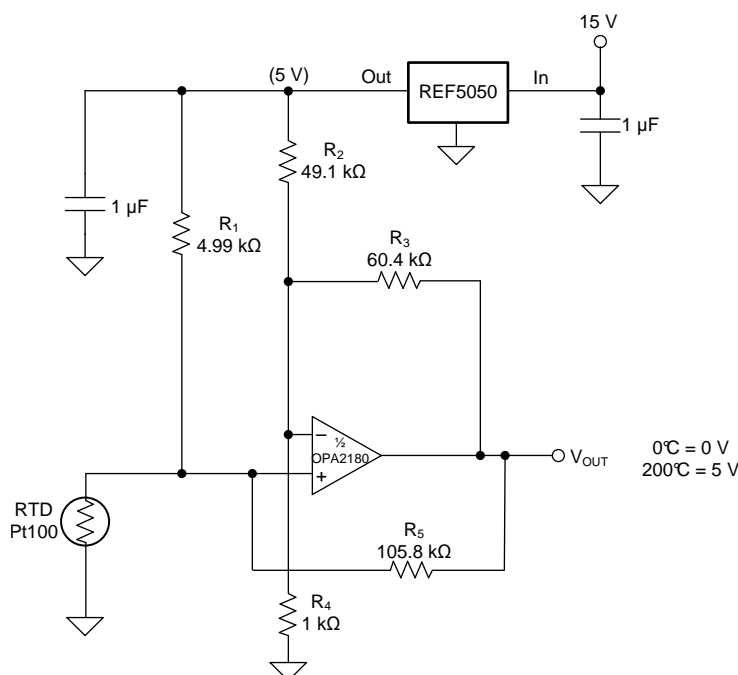 15 V
(5 V)
Out
REF5050
In
1 µF
R2
49.1 kΩ
1 µF
R1
4.99 kΩ
R3
60.4 kΩ
½
OPA2180
−
+
VOUT
0°C = 0 V
200°C = 5 V
RTD
Pt100
R5
105.8 kΩ
R4
1 kΩ